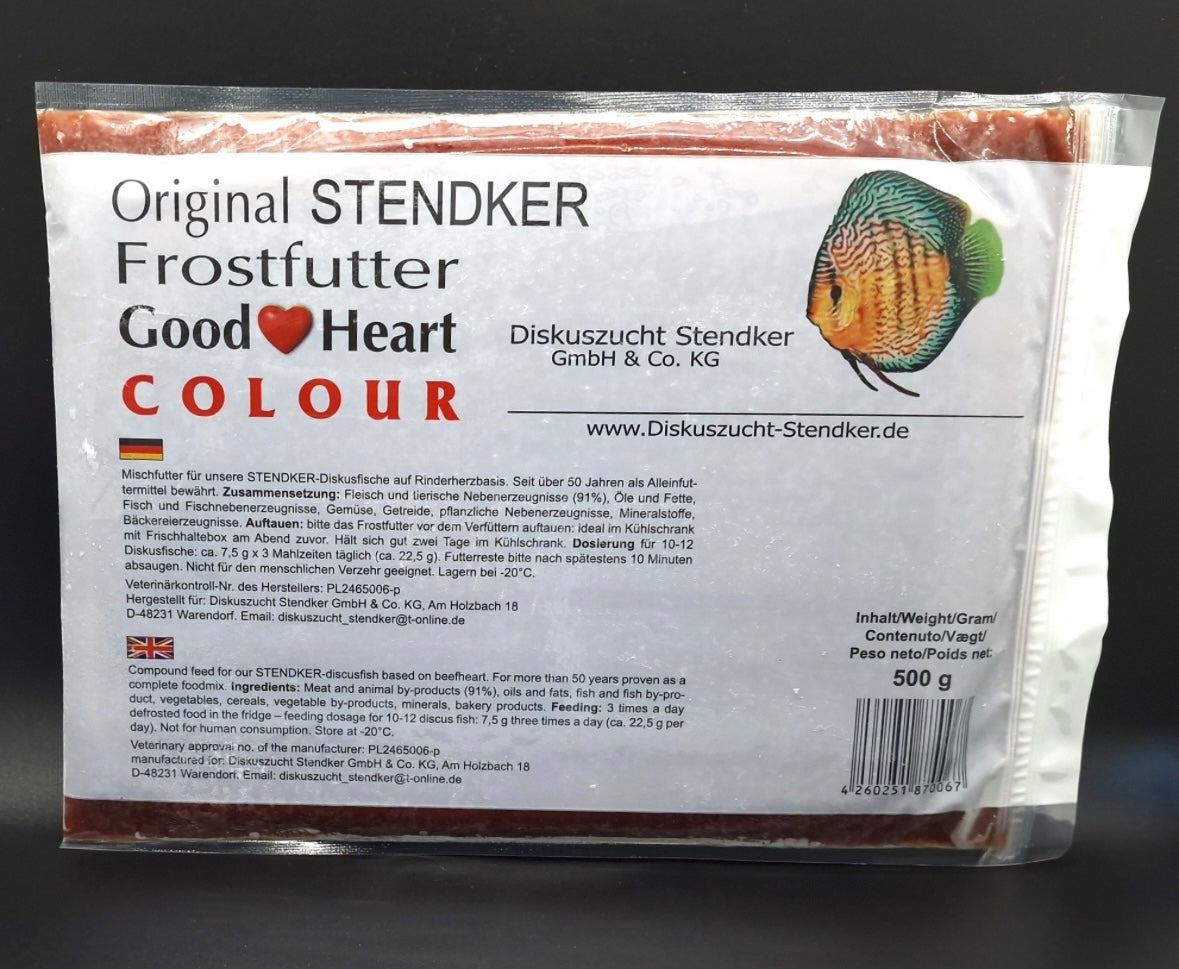 Original STENDKER
Frostfutter
Good Heart
COLOUR
Diskuszucht Stendker
GmbH & Co. KG
www.Diskuszucht-Stendker.de
Mischfutter für unsere STENDKER-Diskusfische auf Rinderherzbasis. Seit über 50 Jahren als Alleinfut-
termittel bewährt. Zusammensetzung: Fleisch und tierische Nebenerzeugnisse (91%), Öle und Fette,
Fisch und Fischnebenerzeugnisse, Gemüse, Getreide, pflanzliche Nebenerzeugnisse, Mineralstoffe,
Bäckereierzeugnisse. Auftauen: bitte das Frostfutter vor dem Verfüttern auftauen: ideal im Kühlschrank
mit Frischhaltebox am Abend zuvor. Hält sich gut zwei Tage im Kühlschrank. Dosierung für 10-12
Diskusfische: ca. 7,5 g x 3 Mahlzeiten täglich (ca. 22,5 g). Futterreste bitte nach spätestens 10 Minuten
absaugen. Nicht für den menschlichen Verzehr geeignet. Lagern bei -20°C.
Veterinärkontroll-Nr. des Herstellers: PL2465006-p
Hergestellt für: Diskuszucht Stendker GmbH & Co. KG, Am Holzbach 18
D-48231 Warendorf. Email: diskuszucht_stendker@t-online.de
Compound feed for our STENDKER-discusfish based on beefheart. For more than 50 years proven as a
complete foodmix. Ingredients: Meat and animal by-products (91%), oils and fats, fish and fish by-pro-
duct, vegetables, cereals, vegetable by-products, minerals, bakery products. Feeding: 3 times a day
defrosted food in the fridge – feeding dosage for 10-12 discus fish: 7,5 g three times a day (ca. 22,5 g per
day). Not for human consumption. Store at -20°C.
Veterinary approval no. of the manufacturer: PL2465006-p
manufactured for: Diskuszucht Stendker GmbH & Co. KG, Am Holzbach 18
D-48231 Warendorf. Email: diskuszucht_stendker@t-online.de
Inhalt/Weight/Gram/
Contenuto/Vægt/
Peso neto/Poids net:
500 g
4 260251 870067